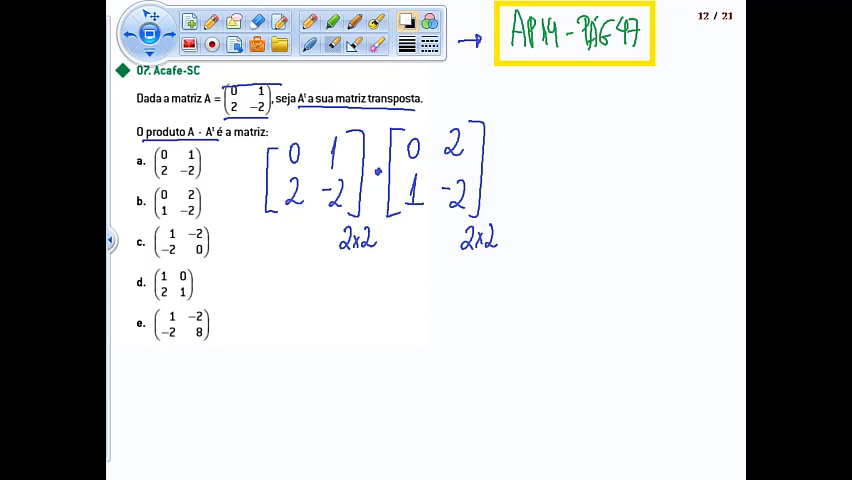 12 / 21
→ AP14 - PÁG 47
07. Acafe-SC
Dada a matriz A = (0 1
2 -2), seja Aᵗ a sua matriz transposta.
O produto A · Aᵗ é a matriz:
a. (0 1
2 -2)
b. (0 2
1 -2)
c. (1 -2
-2 0)
d. (1 0
2 1)
e. (1 -2
-2 8)
[0 1 ] · [0 2]
[2 -2] [1 -2]
2x2 2x2